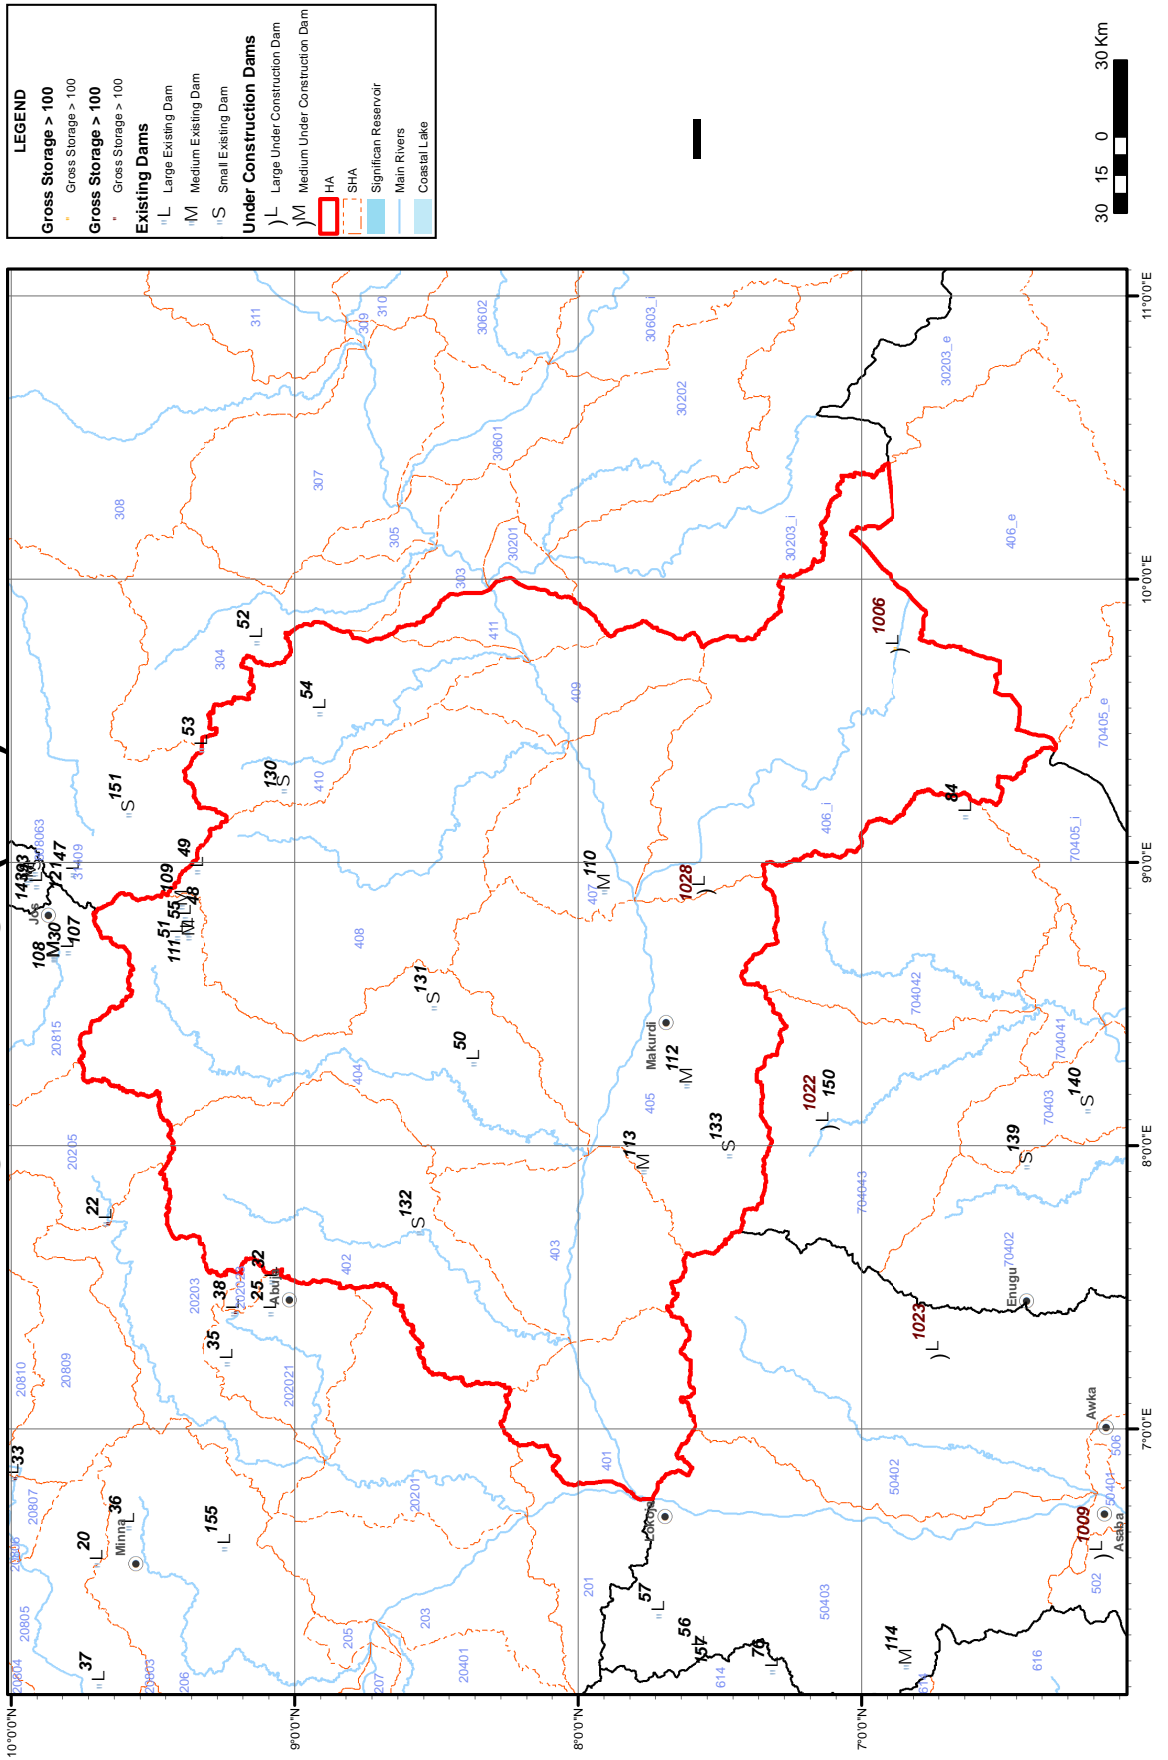 LEGEND
Gross Storage > 100
Gross Storage > 100
Gross Storage > 100
Gross Storage > 100
Existing Dams
L Large Existing Dam
M Medium Existing Dam
S Small Existing Dam
Under Construction Dams
L Large Under Construction Dam
M Medium Under Construction Dam
HA
SHA
Significan Reservoir
Main Rivers
Coastal Lake
30 15 0 30 Km
10°0'0"N
9°0'0"N
8°0'0"N
7°0'0"N
7°0'0"E
8°0'0"E
9°0'0"E
10°0'0"E
11°0'0"E
311
309
310
30602
30603_i
30203_e
308
307
30601
30202
305
30201
303
30203_i
406_e
52 L
304
411
1006 L
54 L
409
53 L
130 S
410
151 S
70405_e
84 L
406_i
70405_i
47
49 L
109 M
110 M
407
1028 L
Jos
55
48
51
111 M
108
M 30
107
408
131 S
704042
20815
50 L
Makurdi
112 M
404
405
1022 L
150
704041
140 S
70403
20205
113 M
133 S
139 S
704043
22 L
132 S
403
402
32
70402
38 L
25 L
Abuja
20203
35 L
Enugu
1023 L
20810
20809
202021
Awka
506
33
401
50402
50401
20807
36
20201
20 L
Minna
155 L
Lokoja
1009 L
Asaba
502
20805
201
57 L
50403
205
203
56
157
20804
37 L
20803
206
207
20401
614
76 L
114 M
616